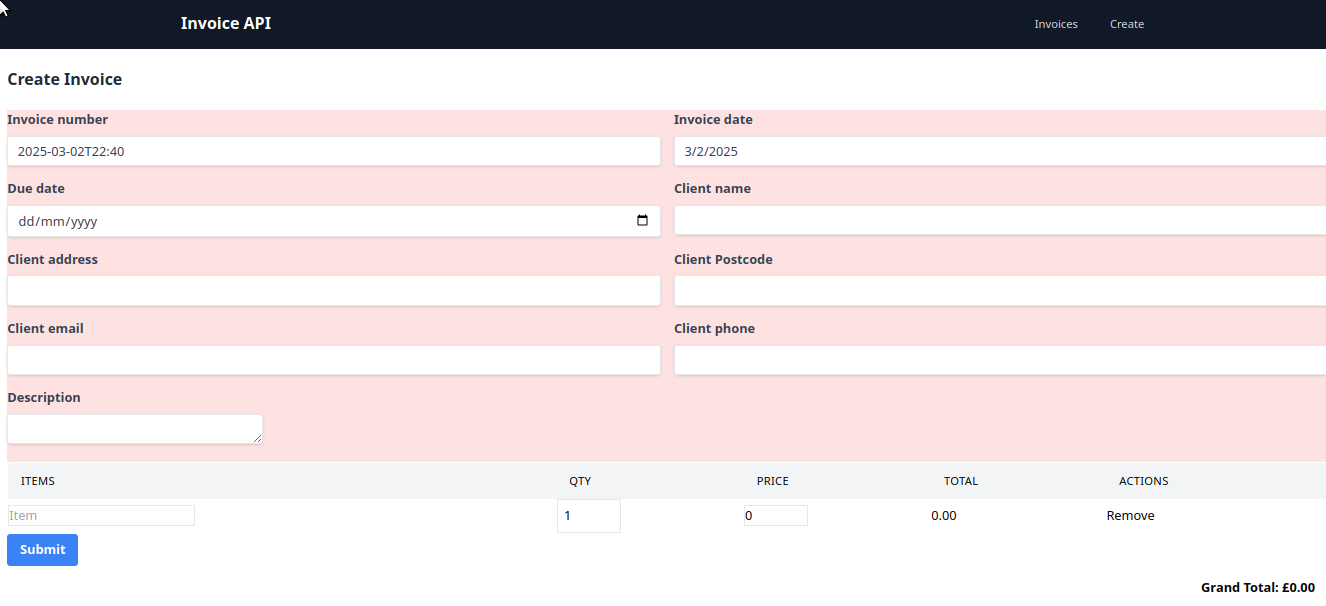 Invoice API Invoices Create
Create Invoice
Invoice number Invoice date
2025-03-02T22:40 3/2/2025
Due date Client name
dd/mm/yyyy
Client address Client Postcode
Client email Client phone
Description
ITEMS QTY PRICE TOTAL ACTIONS
Item 1 0 0.00 Remove
Submit
Grand Total: £0.00